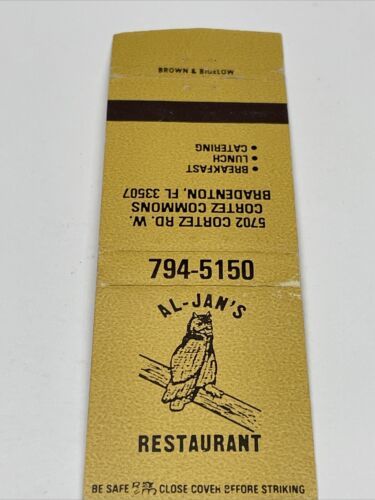 BROWN & BIGELOW
5702 CORTEZ RD. W.
CORTEZ COMMONS
BRADENTON, FL 33507
• BREAKFAST
• LUNCH
• CATERING
794-5150
AL-JAN'S
RESTAURANT
BE SAFE CLOSE COVER BEFORE STRIKING